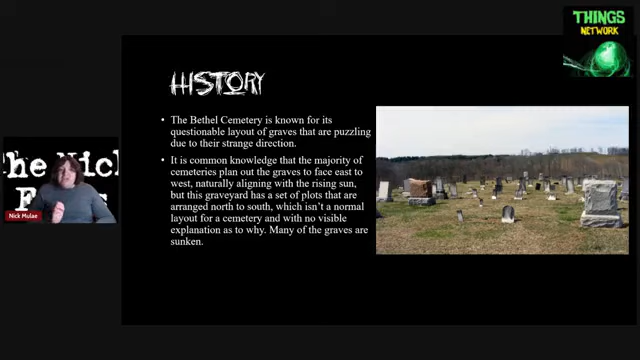 THINGS
NETWORK
HISTORY
• The Bethel Cemetery is known for its
questionable layout of graves that are puzzling
due to their strange direction.
• It is common knowledge that the majority of
cemeteries plan out the graves to face east to
west, naturally aligning with the rising sun,
but this graveyard has a set of plots that are
arranged north to south, which isn't a normal
layout for a cemetery and with no visible
explanation as to why. Many of the graves are
sunken.
Nick Mulae